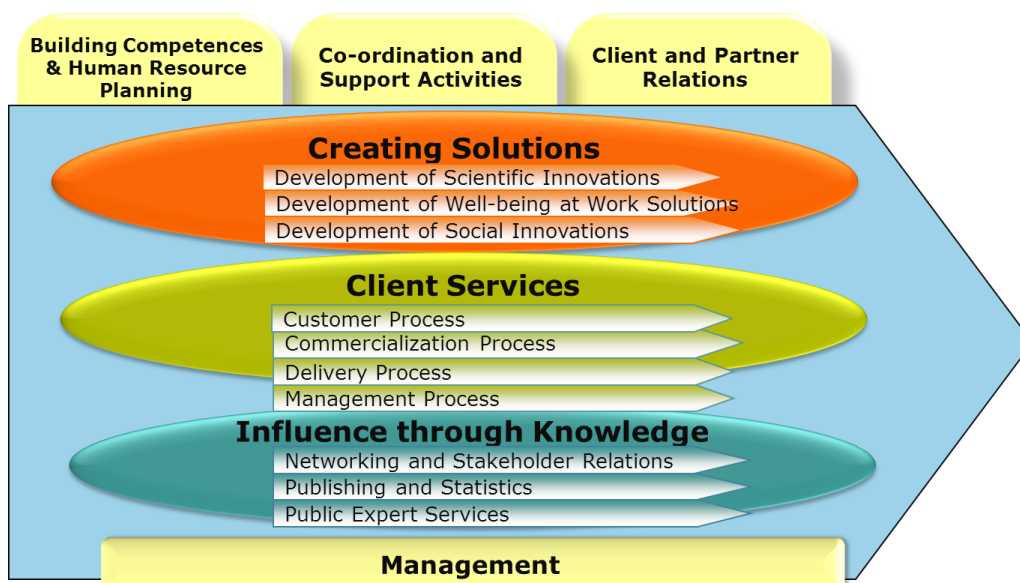 Building Competences
& Human Resource
Planning
Co-ordination and
Support Activities
Client and Partner
Relations
Creating Solutions
Development of Scientific Innovations
Development of Well-being at Work Solutions
Development of Social Innovations
Client Services
Customer Process
Commercialization Process
Delivery Process
Management Process
Influence through Knowledge
Networking and Stakeholder Relations
Publishing and Statistics
Public Expert Services
Management